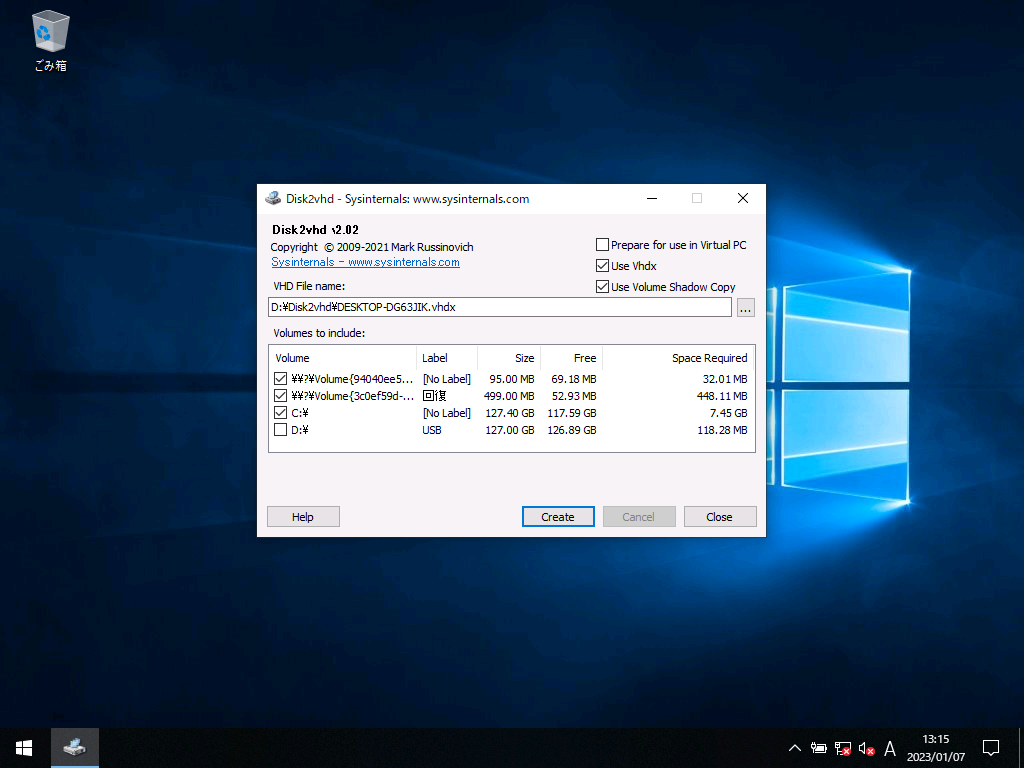 ごみ箱
Disk2vhd - Sysinternals: www.sysinternals.com
Disk2vhd v2.02
Copyright © 2009-2021 Mark Russinovich
Sysinternals - www.sysinternals.com
Prepare for use in Virtual PC
Use Vhdx
Use Volume Shadow Copy
VHD File name:
D:¥Disk2vhd¥DESKTOP-DG63JIK.vhdx
...
Volumes to include:
Volume Label Size Free Space Required
¥¥?¥Volume{94040ee5... [No Label] 95.00 MB 69.18 MB 32.01 MB
¥¥?¥Volume{3c0ef59d-... 回復 499.00 MB 52.93 MB 448.11 MB
C:¥ [No Label] 127.40 GB 117.59 GB 7.45 GB
D:¥ USB 127.00 GB 126.89 GB 118.28 MB
Help Create Cancel Close
A
13:15
2023/01/07